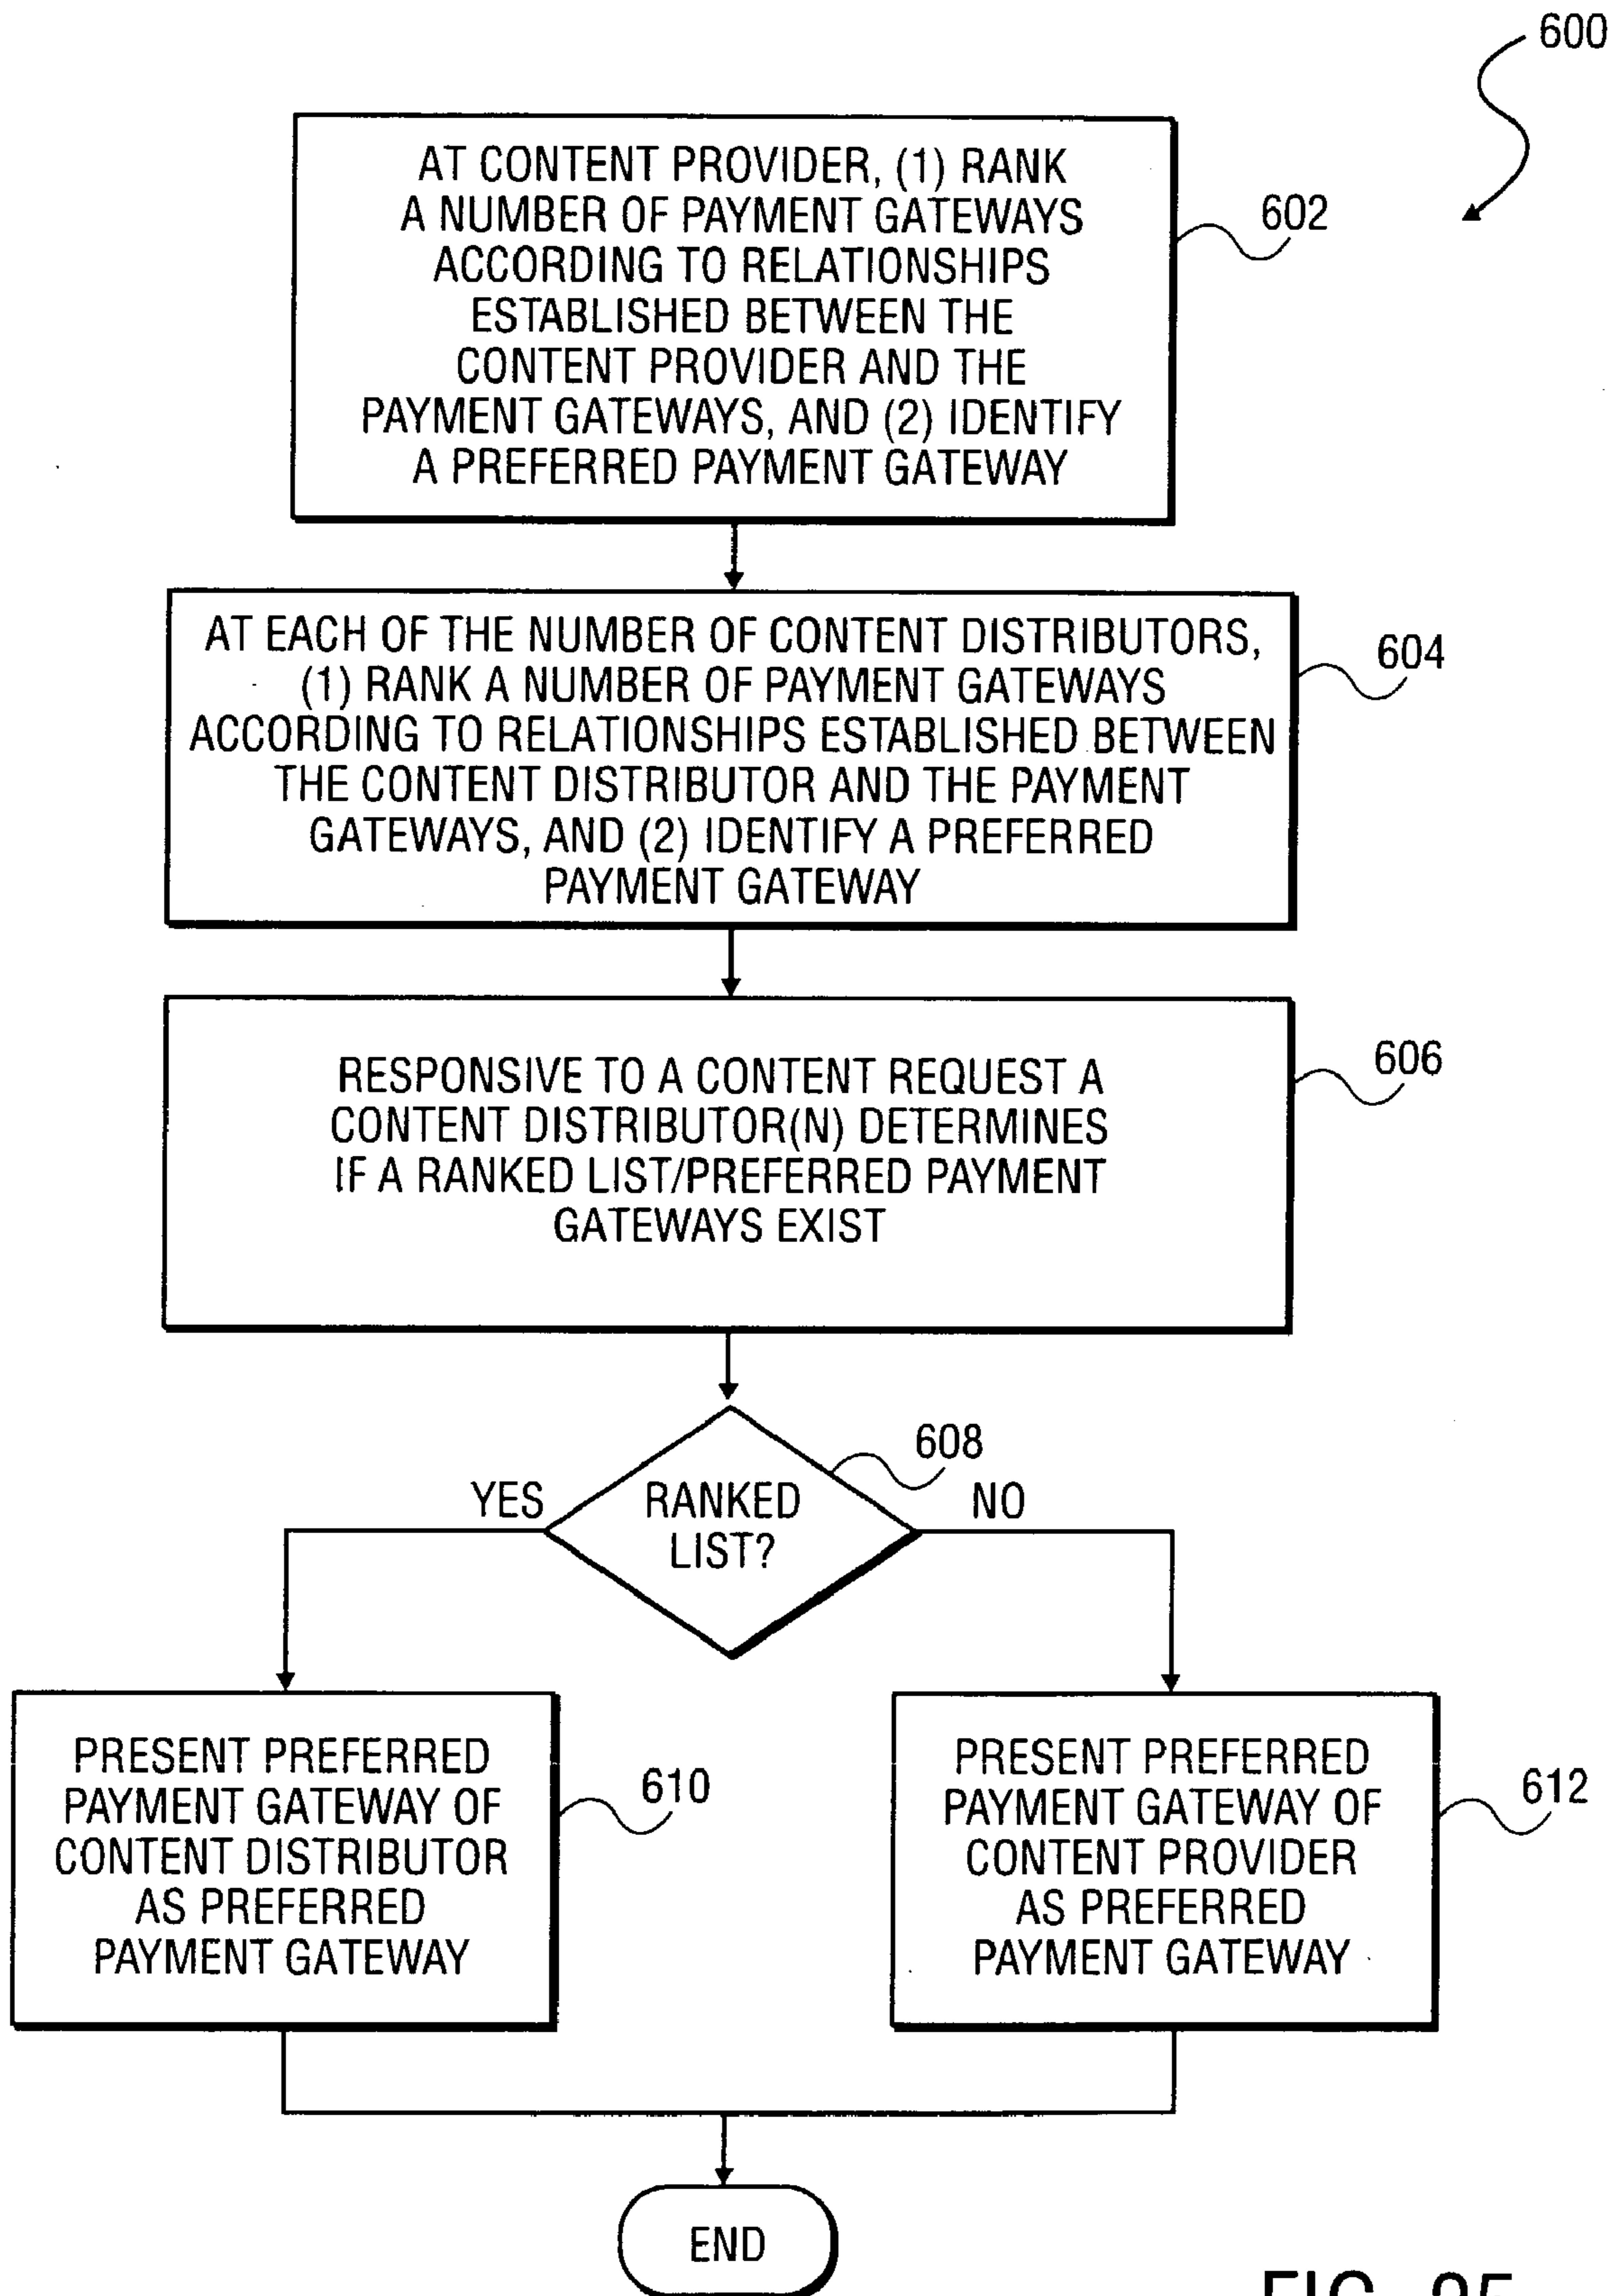 600
AT CONTENT PROVIDER, (1) RANK
A NUMBER OF PAYMENT GATEWAYS
ACCORDING TO RELATIONSHIPS
ESTABLISHED BETWEEN THE
CONTENT PROVIDER AND THE
PAYMENT GATEWAYS, AND (2) IDENTIFY
A PREFERRED PAYMENT GATEWAY
602
AT EACH OF THE NUMBER OF CONTENT DISTRIBUTORS,
(1) RANK A NUMBER OF PAYMENT GATEWAYS
ACCORDING TO RELATIONSHIPS ESTABLISHED BETWEEN
THE CONTENT DISTRIBUTOR AND THE PAYMENT
GATEWAYS, AND (2) IDENTIFY A PREFERRED
PAYMENT GATEWAY
604
RESPONSIVE TO A CONTENT REQUEST A
CONTENT DISTRIBUTOR(N) DETERMINES
IF A RANKED LIST/PREFERRED PAYMENT
GATEWAYS EXIST
606
608
YES
RANKED
LIST?
NO
PRESENT PREFERRED
PAYMENT GATEWAY OF
CONTENT DISTRIBUTOR
AS PREFERRED
PAYMENT GATEWAY
610
PRESENT PREFERRED
PAYMENT GATEWAY OF
CONTENT PROVIDER
AS PREFERRED
PAYMENT GATEWAY
612
END
FIG. 25